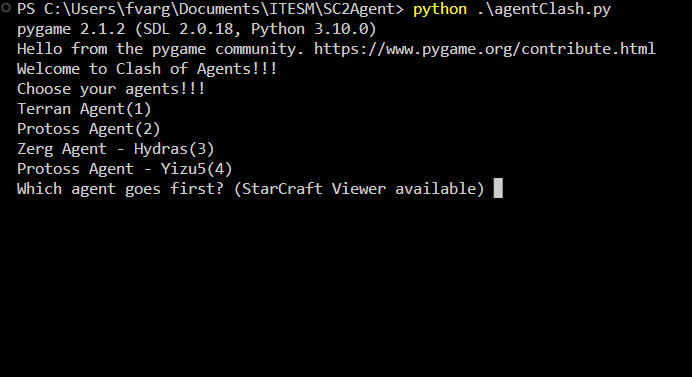 PS C:\Users\fvarg\Documents\ITESM\SC2Agent> python .\agentClash.py
pygame 2.1.2 (SDL 2.0.18, Python 3.10.0)
Hello from the pygame community. https://www.pygame.org/contribute.html
Welcome to Clash of Agents!!!
Choose your agents!!!
Terran Agent(1)
Protoss Agent(2)
Zerg Agent - Hydras(3)
Protoss Agent - Yizu5(4)
Which agent goes first? (StarCraft Viewer available)